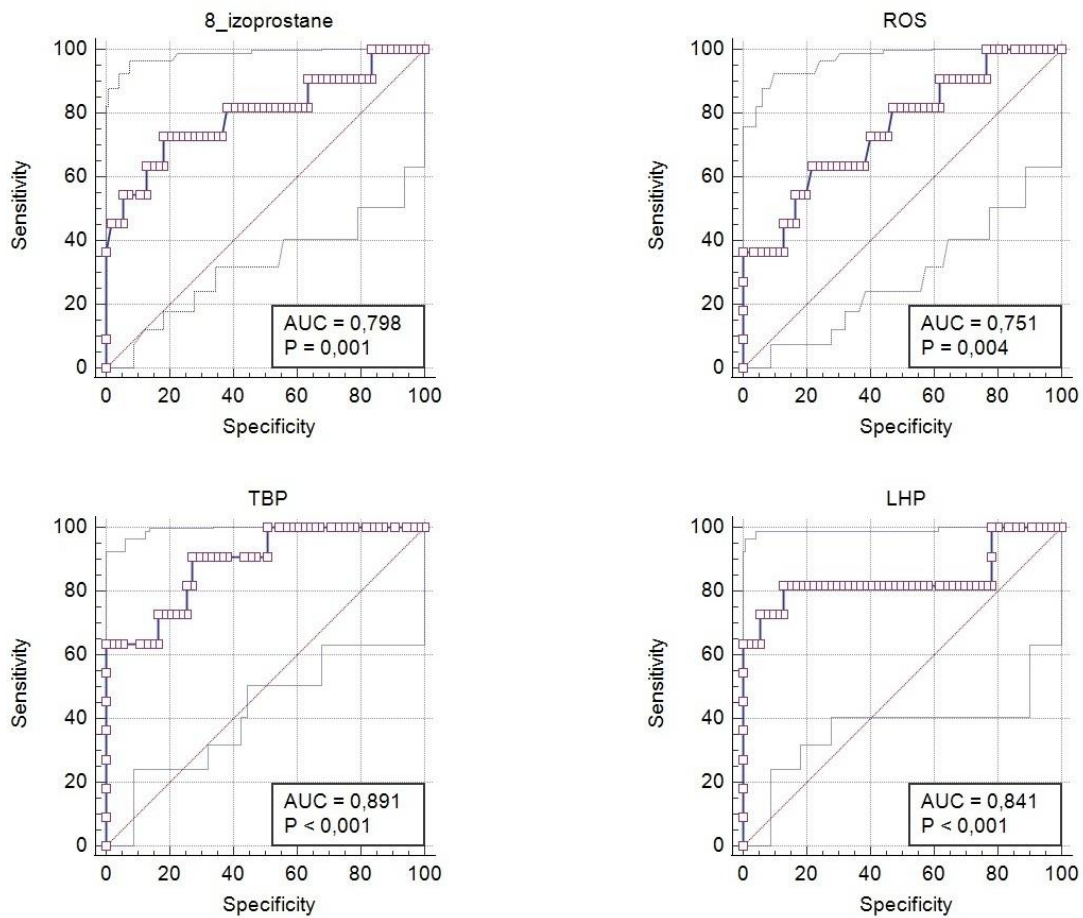 8_izoprostane
Sensitivity
100
80
60
40
20
0
AUC = 0,798
P = 0,001
0 20 40 60 80 100
Specificity
ROS
Sensitivity
100
80
60
40
20
0
AUC = 0,751
P = 0,004
0 20 40 60 80 100
Specificity
TBP
Sensitivity
100
80
60
40
20
0
AUC = 0,891
P < 0,001
0 20 40 60 80 100
Specificity
LHP
Sensitivity
100
80
60
40
20
0
AUC = 0,841
P < 0,001
0 20 40 60 80 100
Specificity